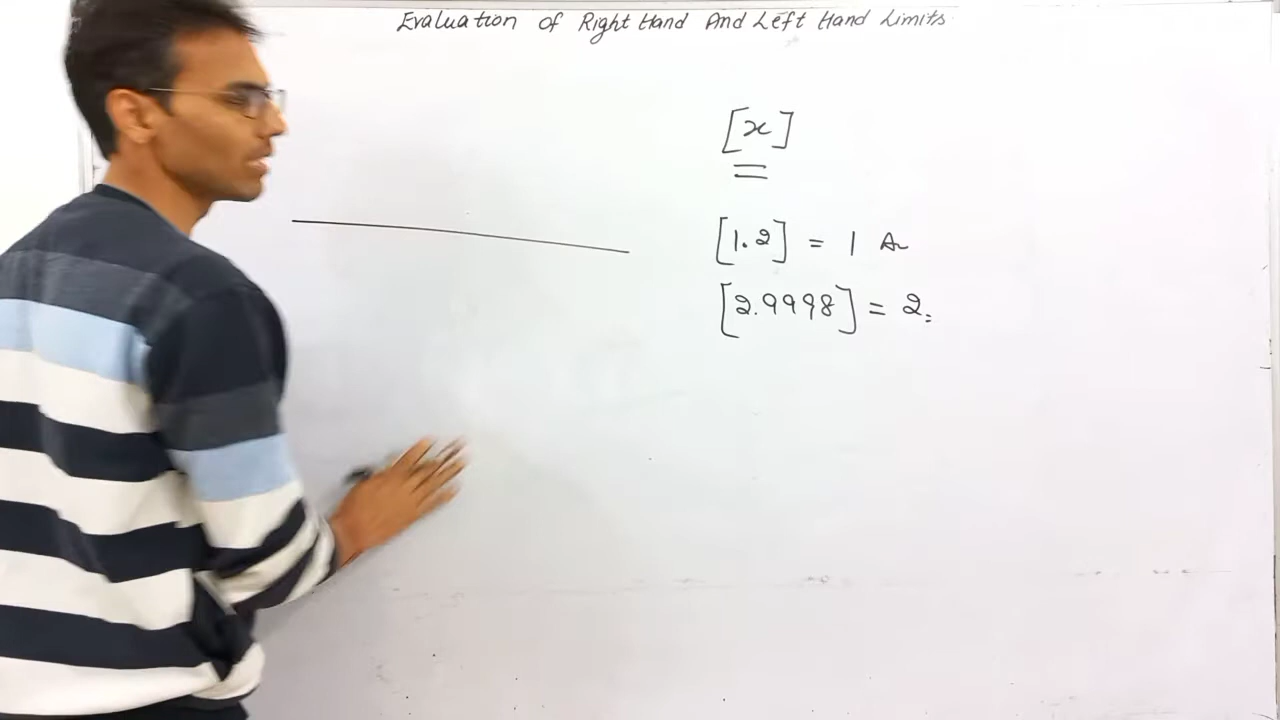 Evaluation of Right Hand And Left Hand Limits
[x]
[1.2] = 1
[2.9998] = 2